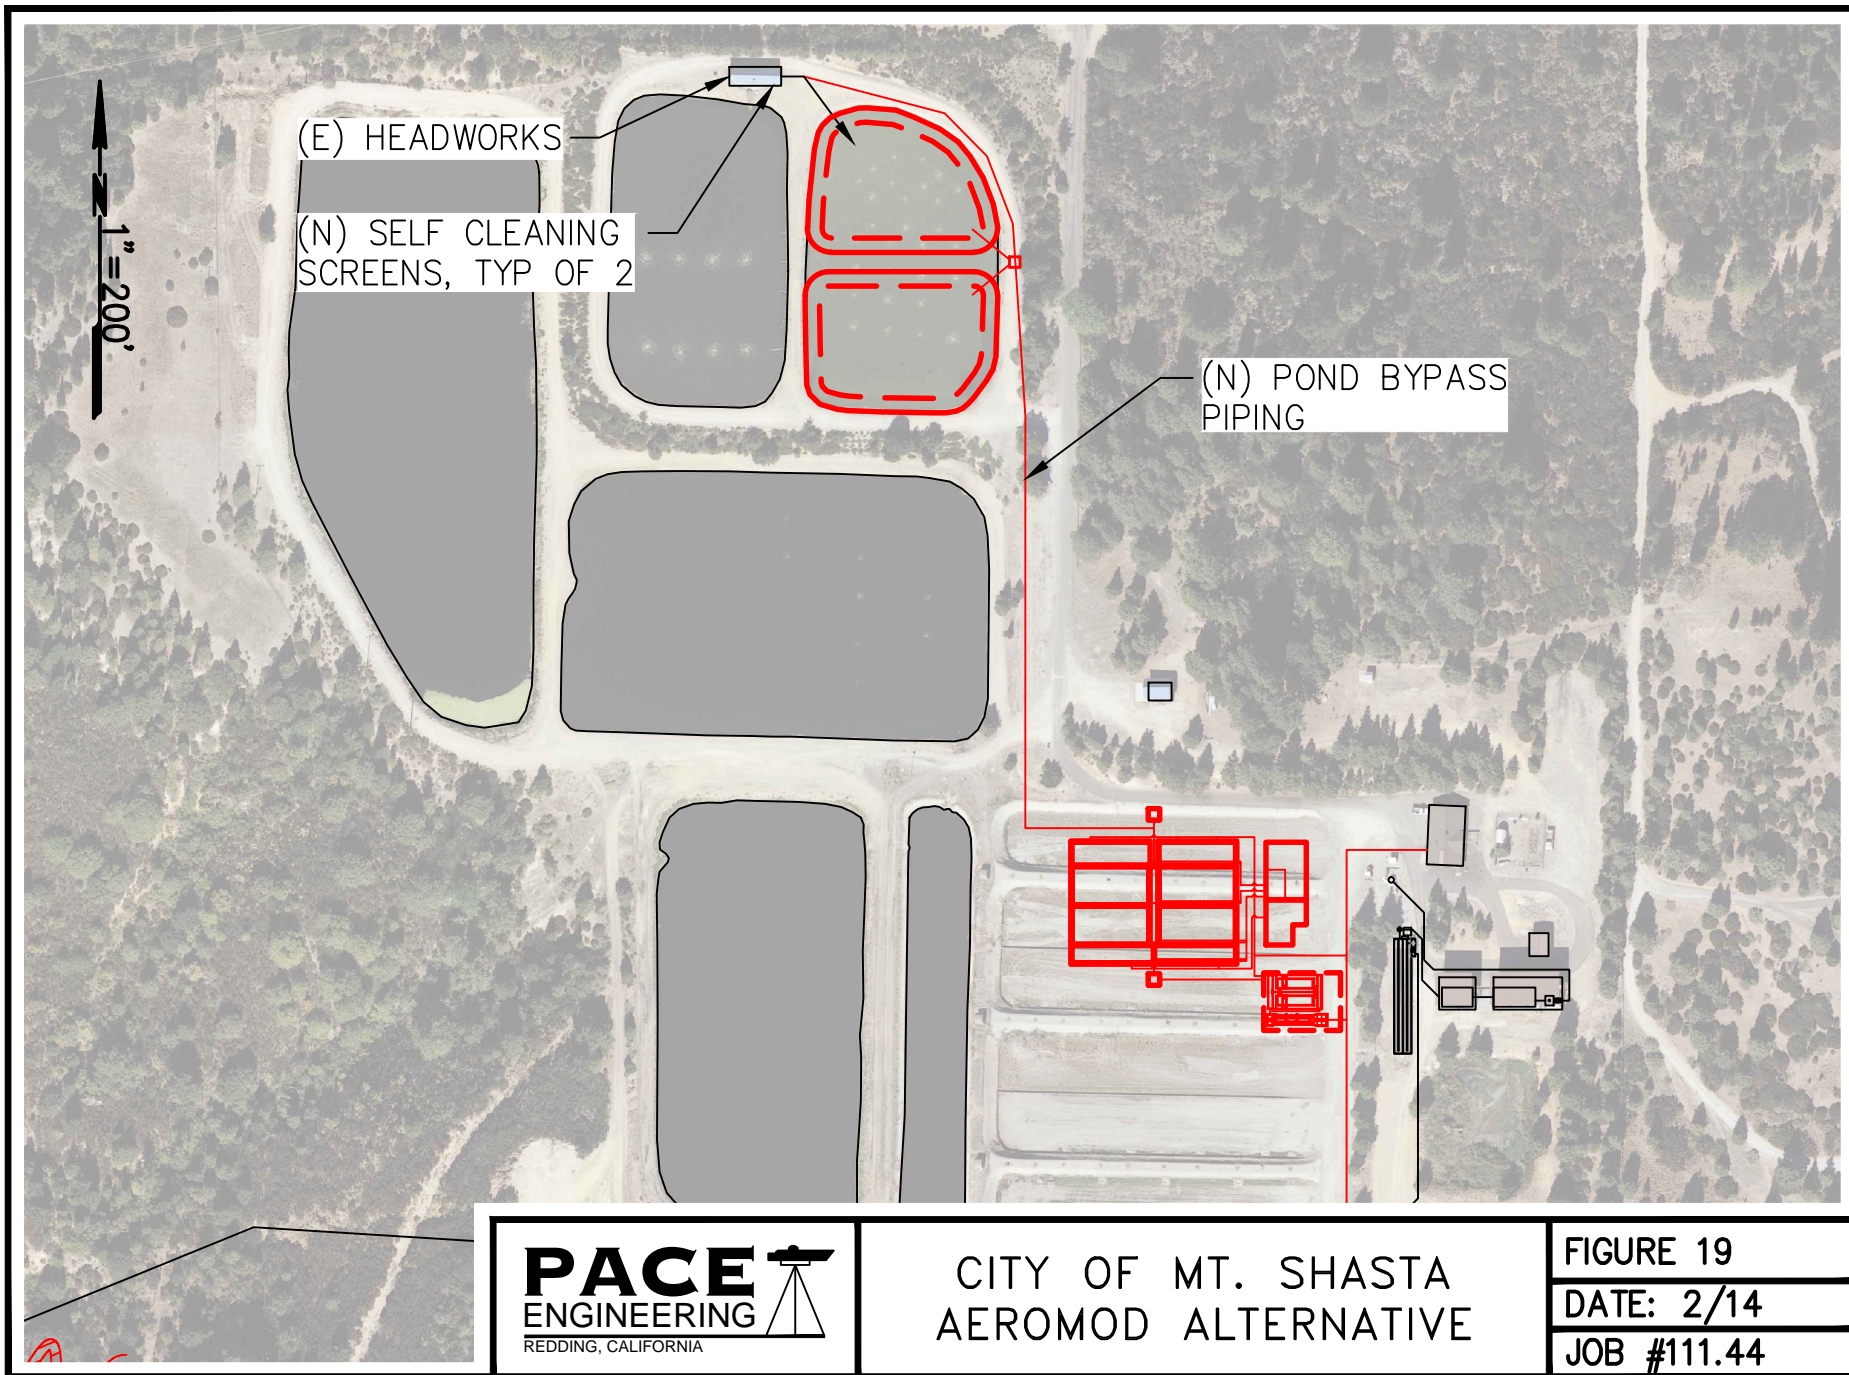 (E) HEADWORKS
(N) SELF CLEANING
SCREENS, TYP OF 2
N
1"=200'
(N) POND BYPASS
PIPING
PACE
ENGINEERING
REDDING, CALIFORNIA
CITY OF MT. SHASTA
AEROMOD ALTERNATIVE
FIGURE 19
DATE: 2/14
JOB #111.44